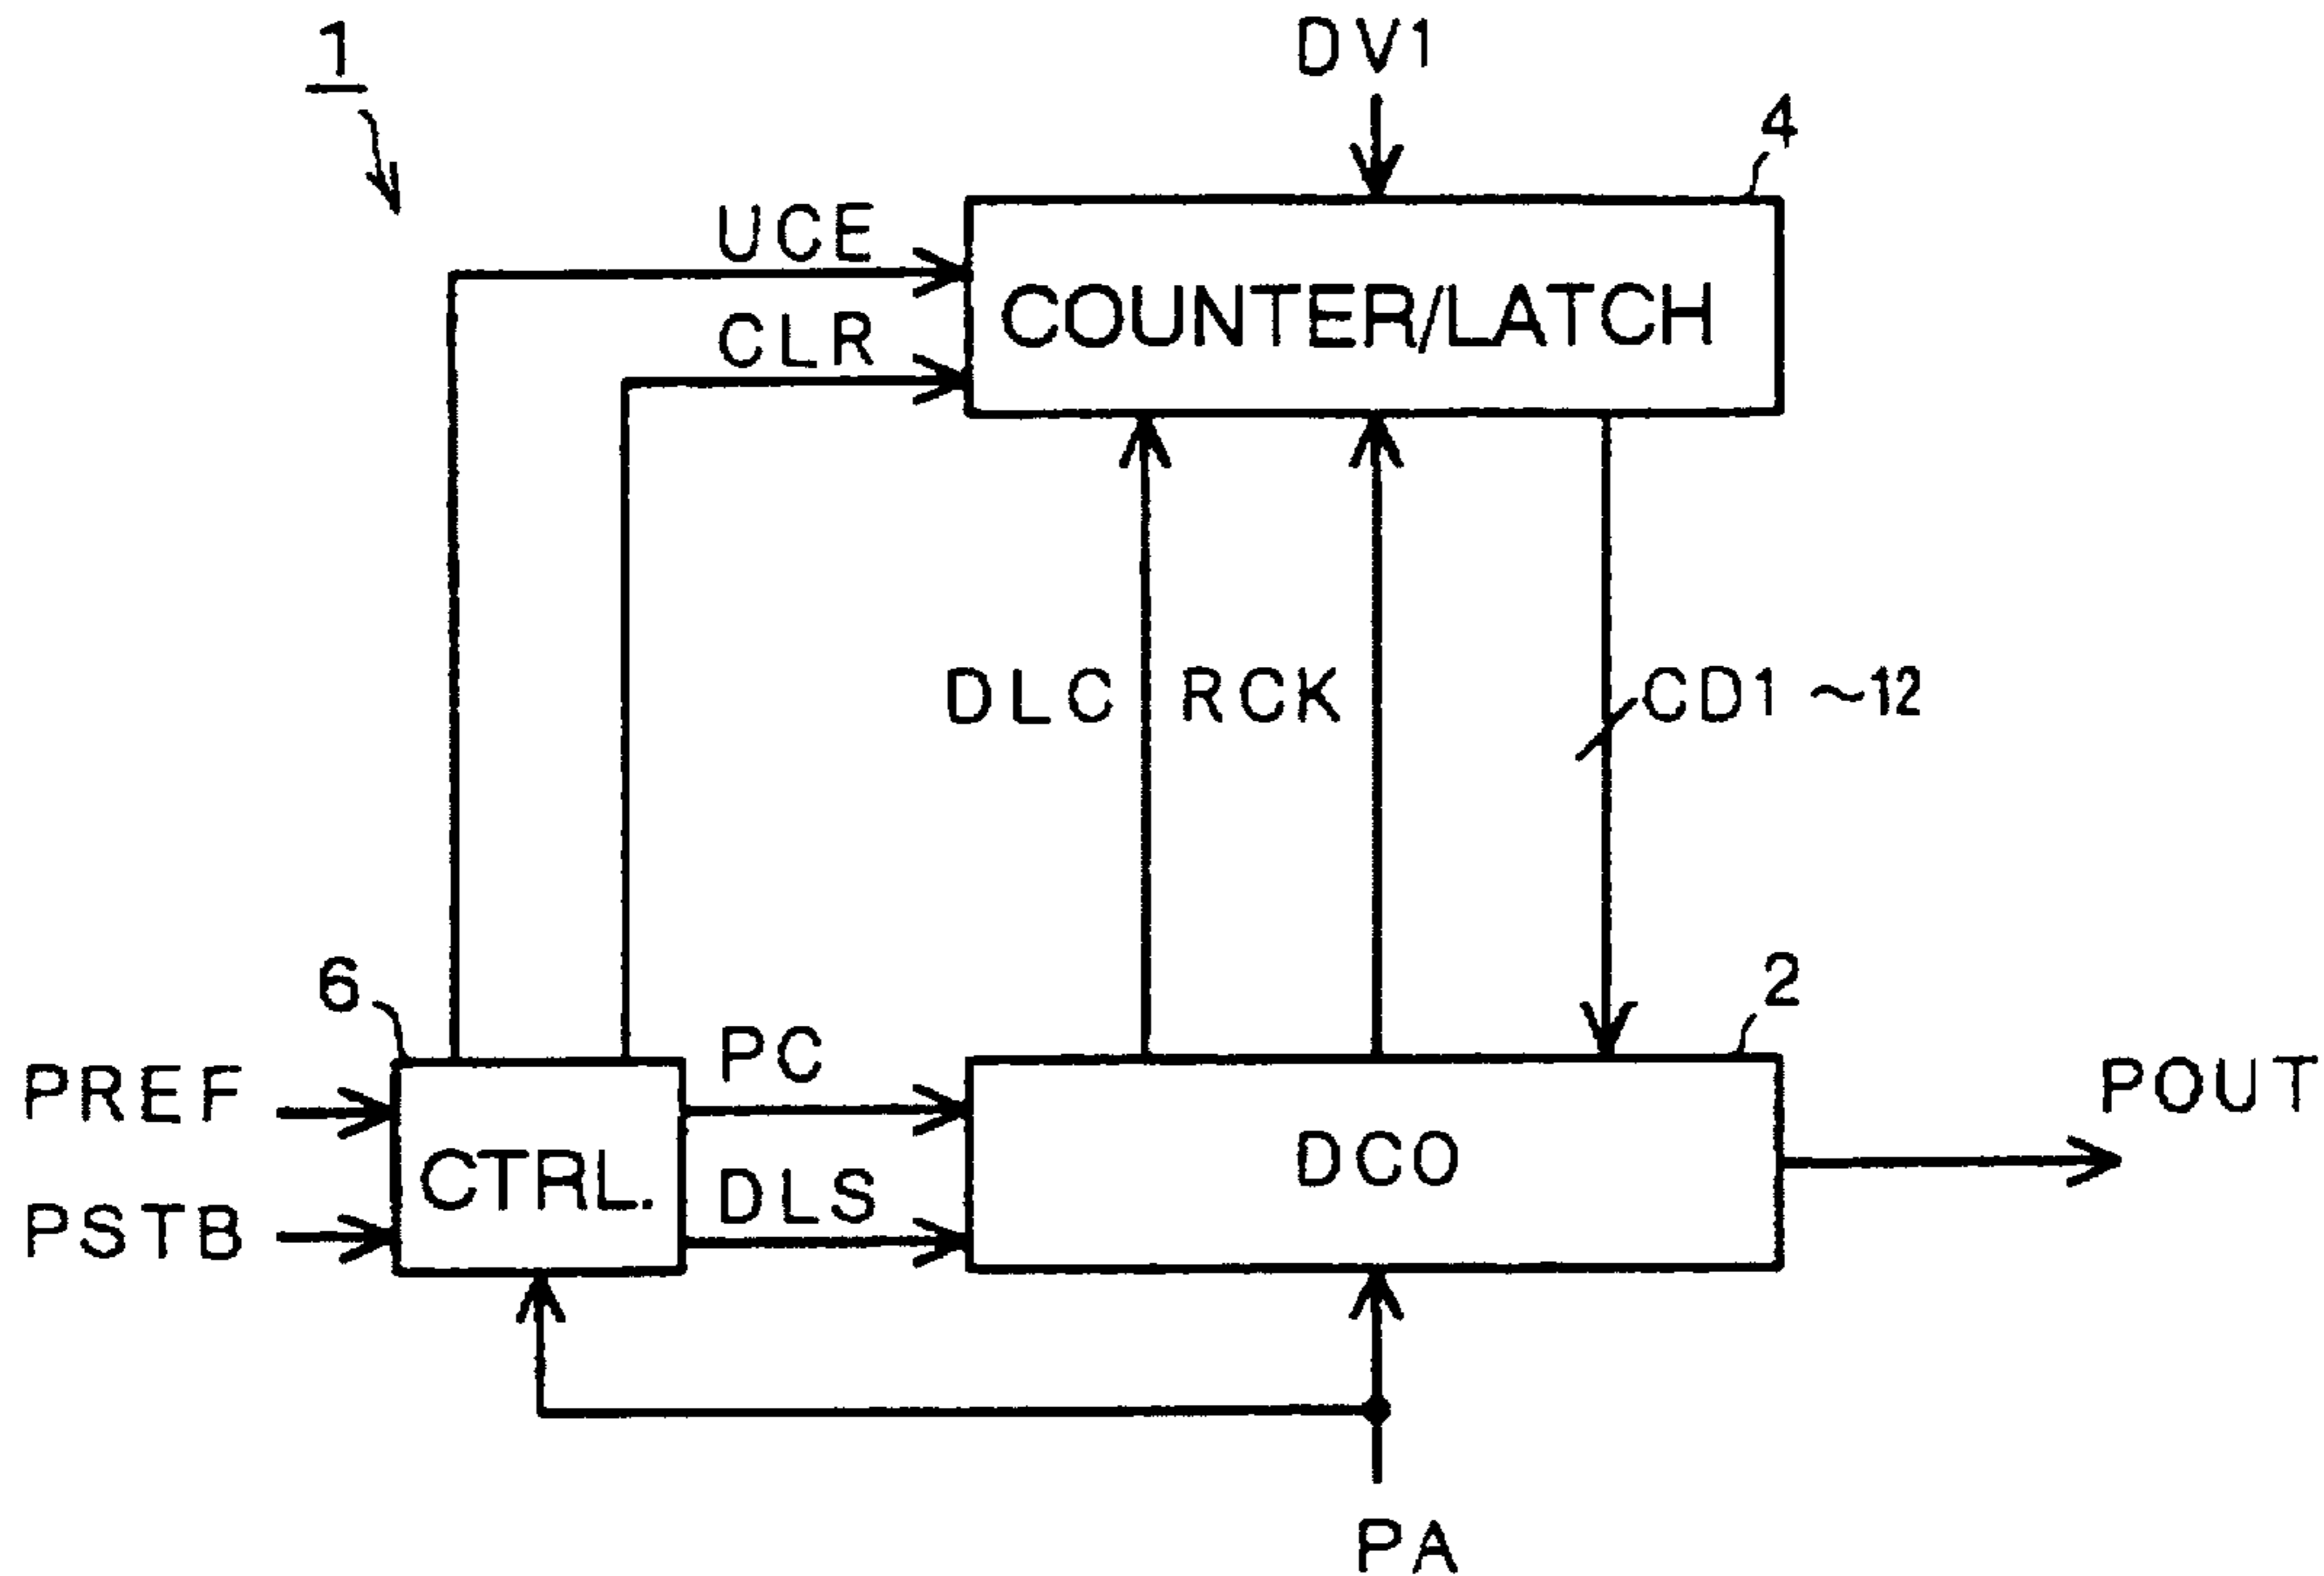 1
DV1
4
UCE
COUNTER/LATCH
CLR
DLC
RCK
CD1~12
6
2
PC
PREF
POUT
CTRL.
DCO
DLS
PSTB
PA